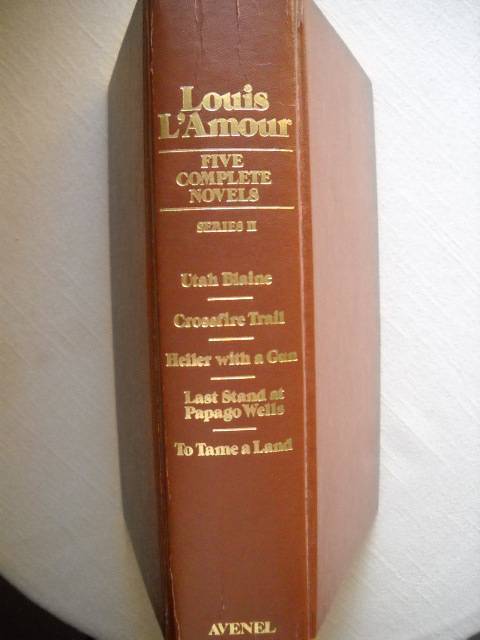 Louis
L'Amour
FIVE
COMPLETE
NOVELS
SERIES II
Utah Blaine
Crossfire Trail
Heller with a Gun
Last Stand at
Papago Wells
To Tame a Land
AVENEL